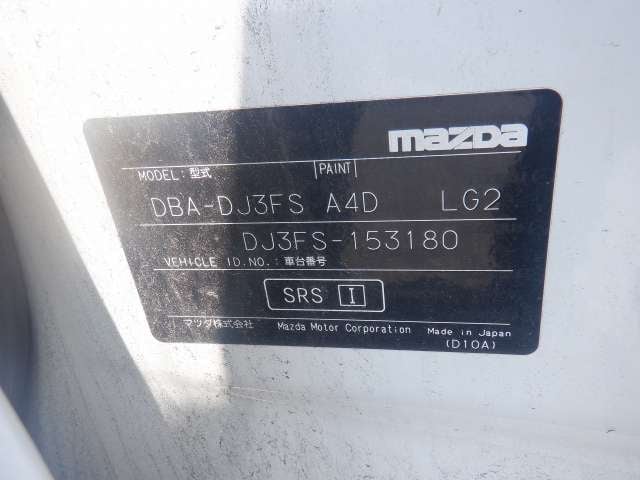 mazda
MODEL:型式 PAINT
DBA-DJ3FS A4D LG2
DJ3FS-153180
VEHICLE ID.NO.:車台番号
SRS I
マツダ株式会社 Mazda Motor Corporation Made in Japan
(D10A)